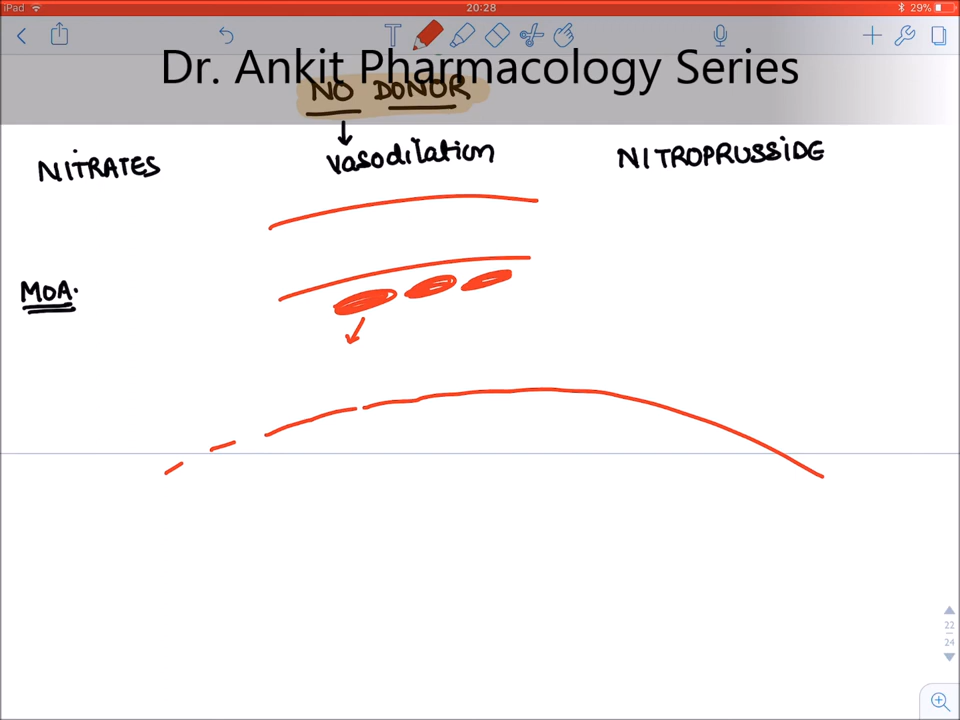 iPad 20:28 29%
T
Dr. Ankit Pharmacology Series
NO DONOR
NITRATES vasodilation NITROPRUSSIDE
MOA.
22
24